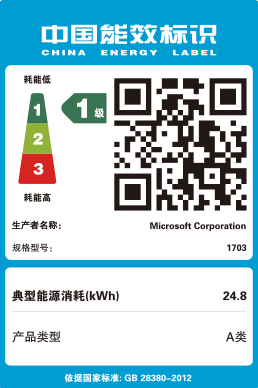 中国能效标识
CHINA ENERGY LABEL
耗能低
1
2
3
1级
耗能高
生产者名称: Microsoft Corporation
规格型号: 1703
典型能源消耗(kWh) 24.8
产品类型 A类
依据国家标准: GB 28380-2012